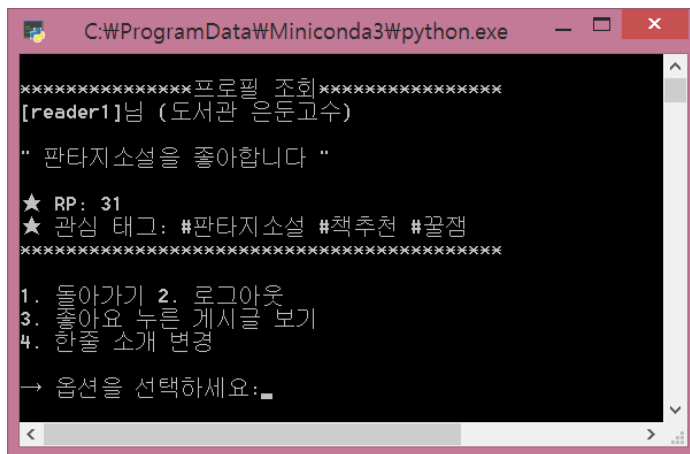 C:₩ProgramData₩Miniconda3₩python.exe
***************프로필 조회****************
[reader1]님 (도서관 은둔고수)
" 판타지소설을 좋아합니다 "
★ RP: 31
★ 관심 태그: #판타지소설 #책추천 #꿀잼
******************************************
1. 돌아가기 2. 로그아웃
3. 좋아요 누른 게시글 보기
4. 한줄 소개 변경
→ 옵션을 선택하세요: